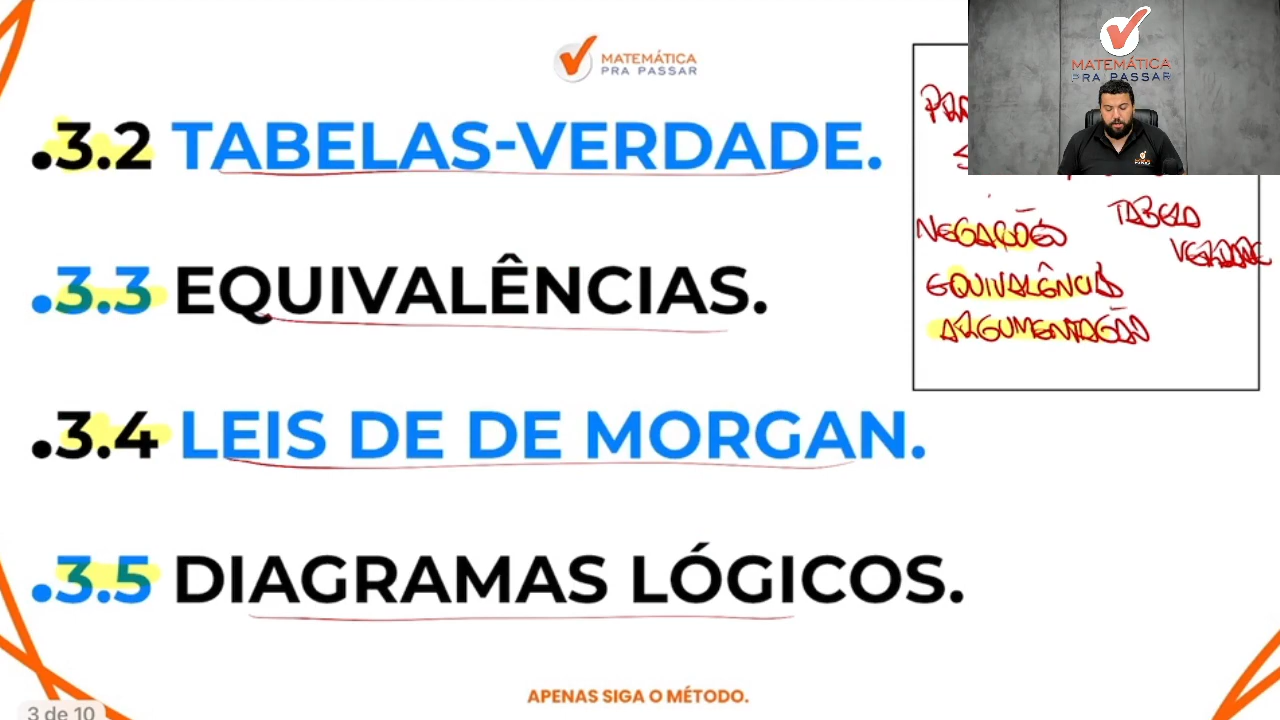 MATEMÁTICA
PRA PASSAR
MATEMÁTICA
PRA PASSAR
.3.2 TABELAS-VERDADE.
.3.3 EQUIVALÊNCIAS.
.3.4 LEIS DE DE MORGAN.
.3.5 DIAGRAMAS LÓGICOS.
NEGAÇÕES
TABELA
VERDADE
EQUIVALÊNCIA
ARGUMENTAÇÃO
APENAS SIGA O MÉTODO.
3 de 10